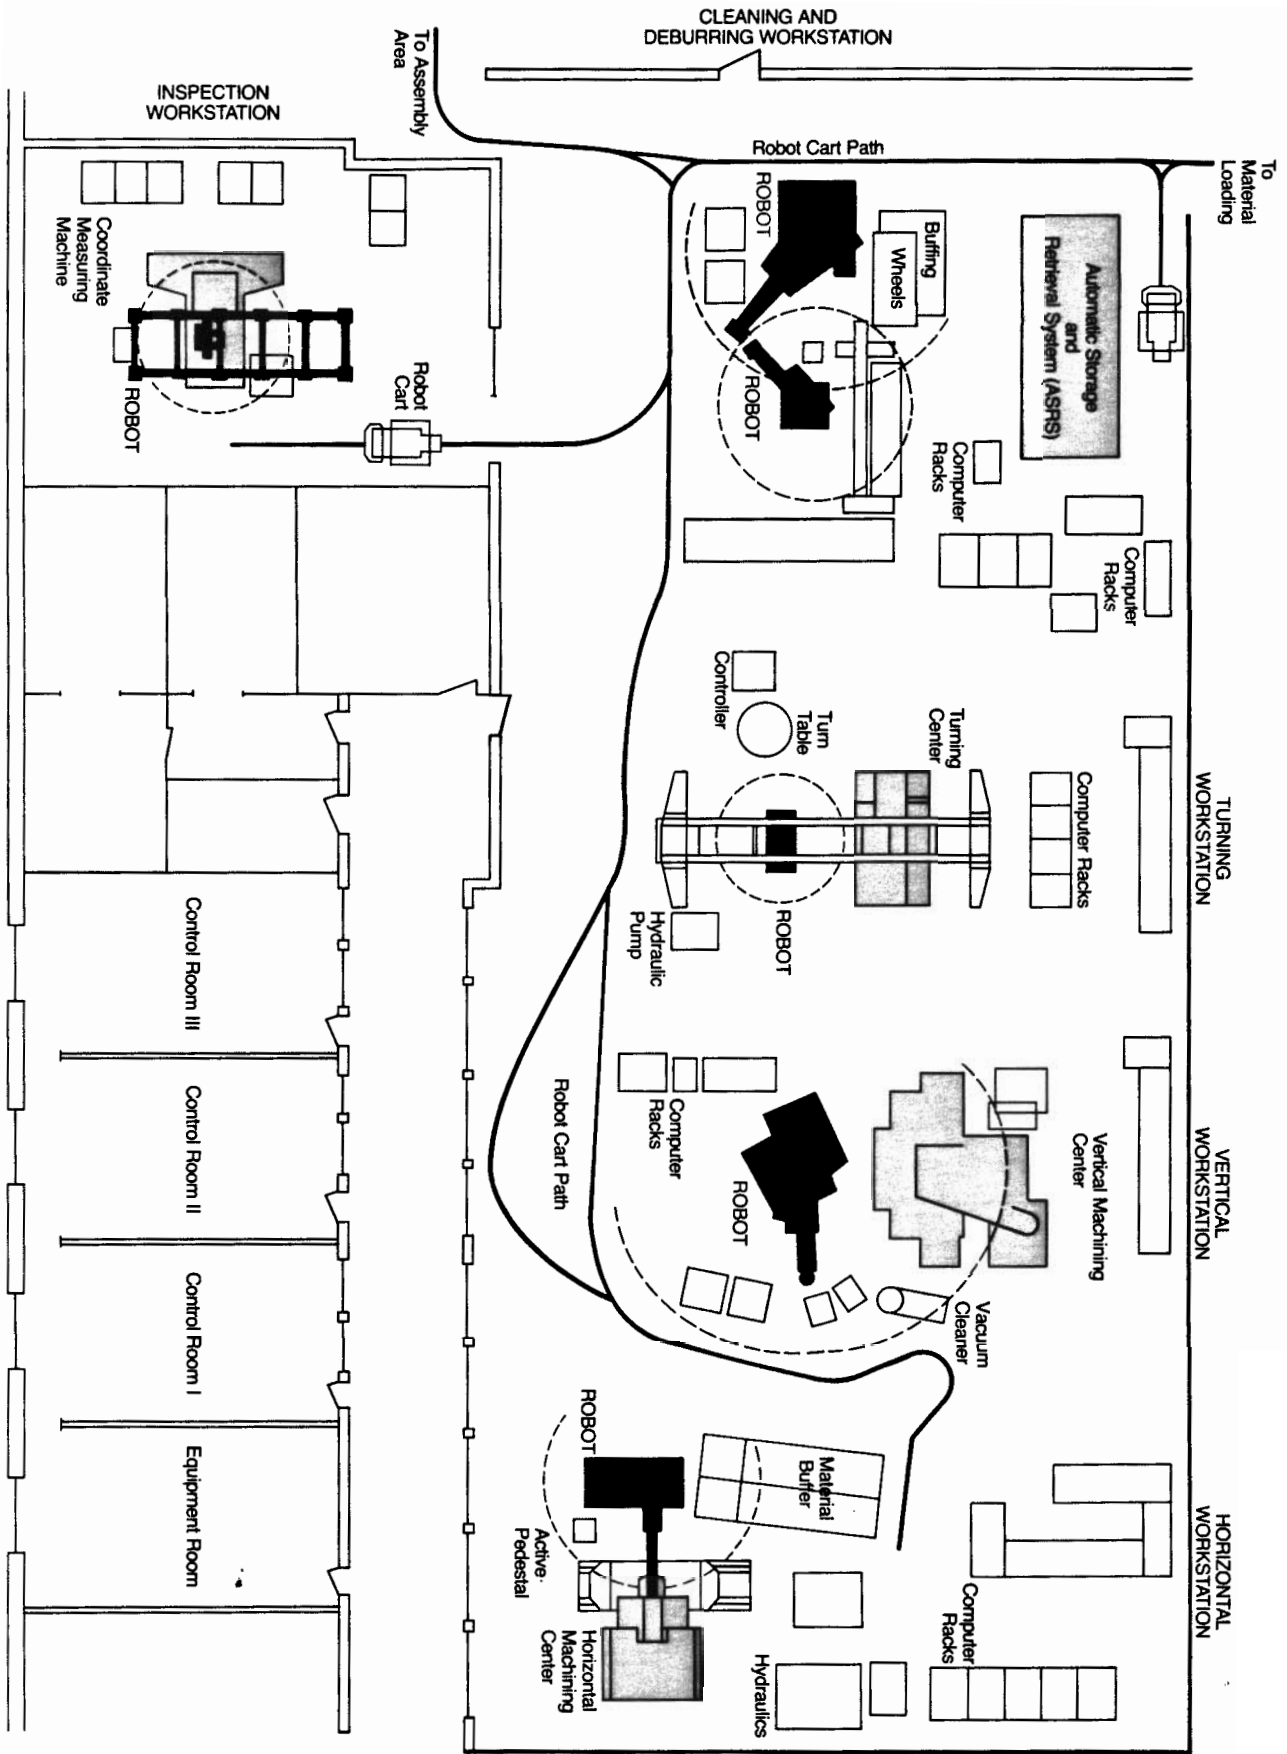 CLEANING AND
DEBURRING WORKSTATION
To Assembly
Area
INSPECTION
WORKSTATION
Robot Cart Path
To
Material
Loading
ROBOT
Buffing
Wheels
Automatic Storage
and
Retrieval System (ASRS)
Coordinate
Measuring
Machine
ROBOT
Robot
Cart
ROBOT
Computer
Racks
Computer
Racks
Controller
Turn
Table
Turning
Center
Computer Racks
TURNING
WORKSTATION
Hydraulic
Pump
ROBOT
Control Room III
Robot Cart Path
Computer
Racks
ROBOT
Vertical Machining
Center
VERTICAL
WORKSTATION
Control Room II
Vacuum
Cleaner
Control Room I
ROBOT
Material
Buffer
Equipment Room
Active-
Pedestal
Horizontal
Machining
Center
Hydraulics
Computer
Racks
HORIZONTAL
WORKSTATION